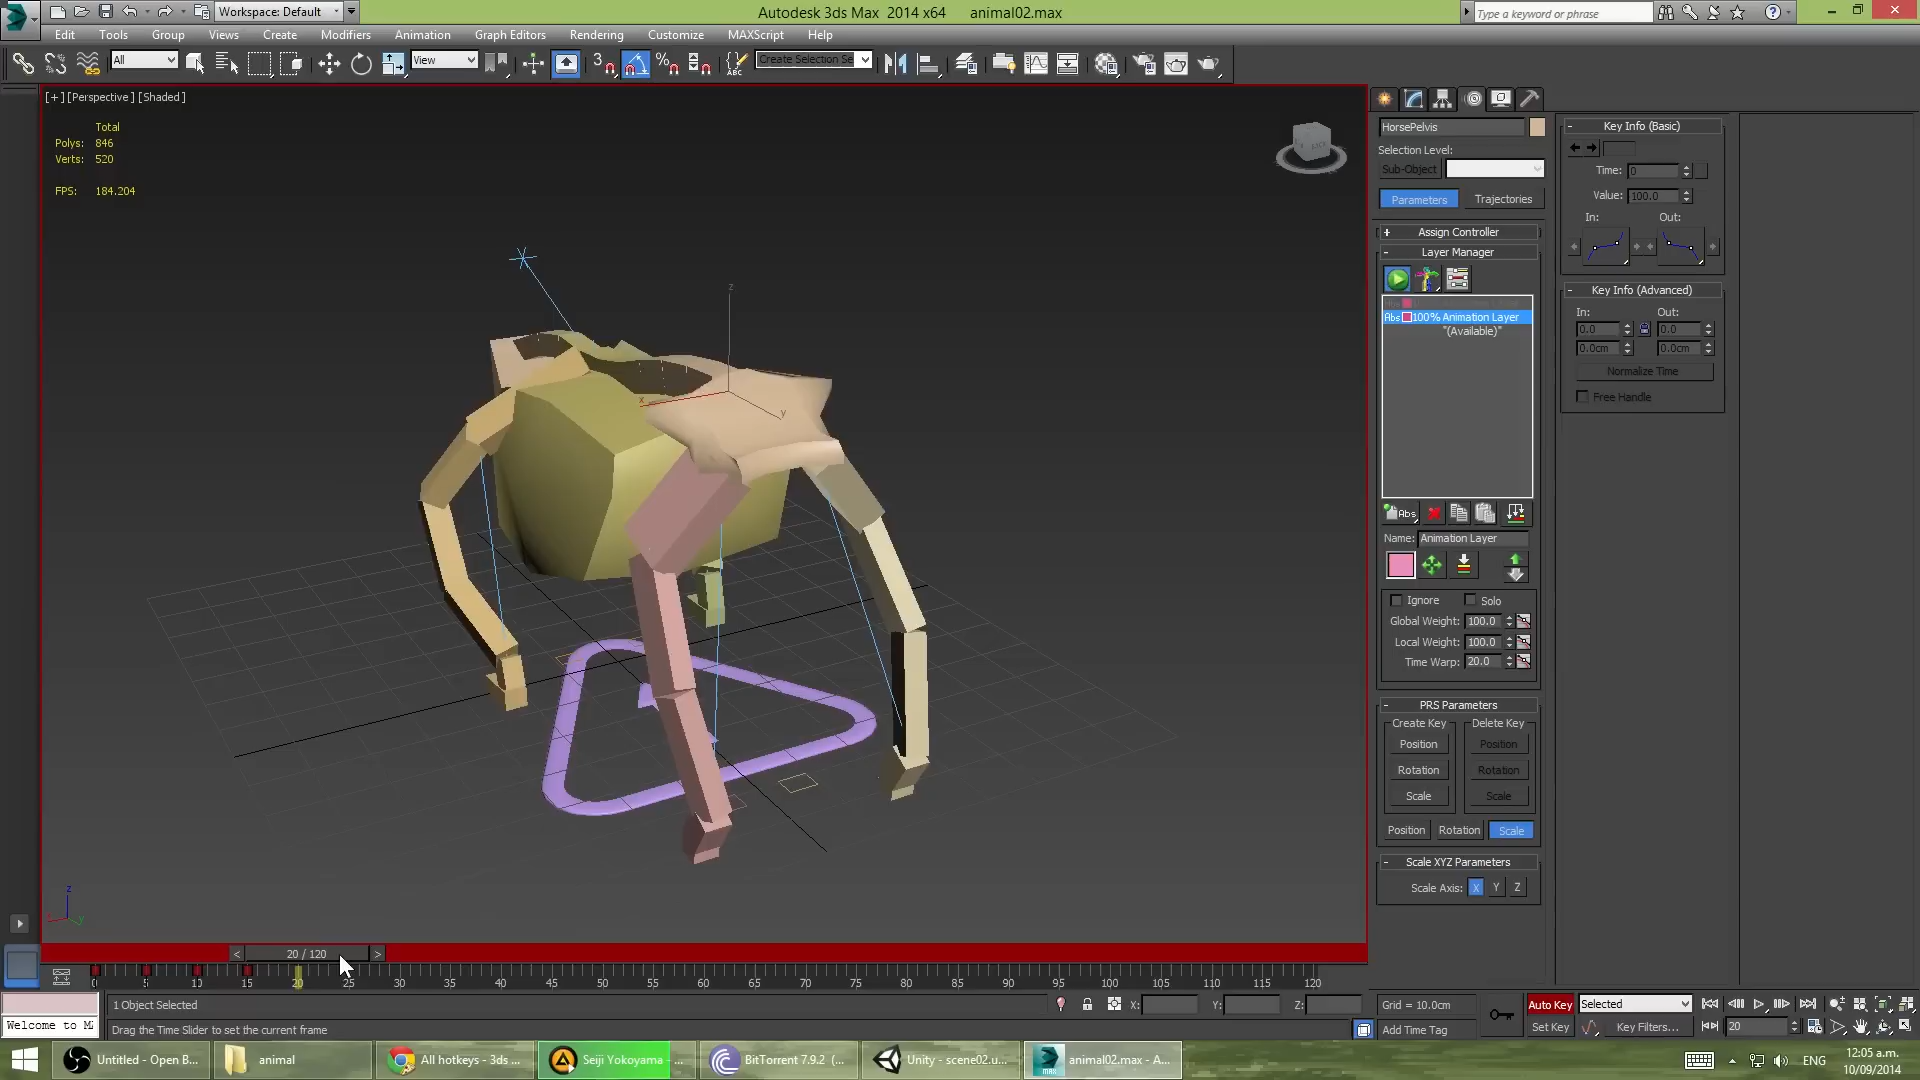 Workspace: Default
Autodesk 3ds Max 2014 x64 animal02.max
Type a keyword or phrase
Edit Tools Group Views Create Modifiers Animation Graph Editors Rendering Customize MAXScript Help
All
View
3
Create Selection Se
[+] [Perspective] [Shaded]
Total
Polys: 846
Verts: 520
FPS: 184.204
HorsePelvis
Selection Level:
Sub-Object
Parameters Trajectories
+ Assign Controller
- Layer Manager
Abs 100% Animation Layer
"(Available)"
Abs
Name: Animation Layer
Ignore Solo
Global Weight: 100.0
Local Weight: 100.0
Time Warp: 20.0
- PRS Parameters
Create Key Delete Key
Position Position
Rotation Rotation
Scale Scale
Position Rotation Scale
- Scale XYZ Parameters
Scale Axis: X Y Z
- Key Info (Basic)
Time: 0
Value: 100.0
In: Out:
- Key Info (Advanced)
In: Out:
0.0 0.0
0.0cm 0.0cm
Normalize Time
Free Handle
z
x
y
z
y
< 20 / 120 >
0 5 10 15 20 25 30 35 40 45 50 55 60 65 70 75 80 85 90 95 100 105 110 115 120
1 Object Selected
X: Y: Z:
Grid = 10.0cm
Auto Key Selected
Welcome to M
Drag the Time Slider to set the current frame
Add Time Tag
Set Key Key Filters...
20
Untitled - Open B...
animal
All hotkeys - 3ds ...
Seiji Yokoyama - ...
BitTorrent 7.9.2 (...
Unity - scene02.u...
MAX
animal02.max - A...
ENG
12:05 a.m.
10/09/2014